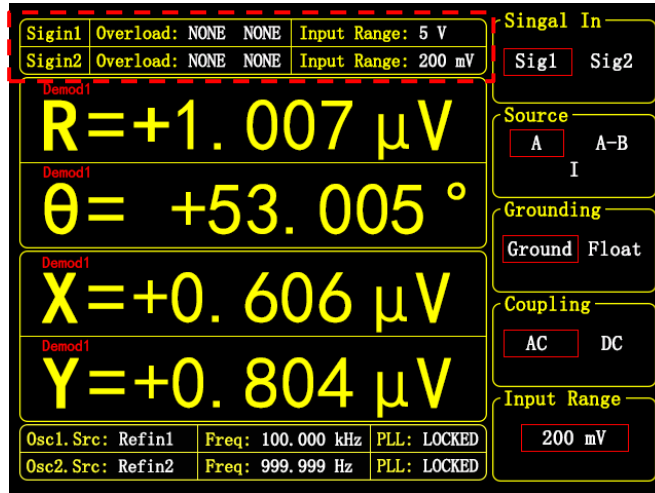 Sigin1 Overload: NONE NONE Input Range: 5 V
Sigin2 Overload: NONE NONE Input Range: 200 mV
Demod1
R=+1.007 μV
Demod1
θ= +53.005 °
Demod1
X=+0.606 μV
Demod1
Y=+0.804 μV
Osc1.Src: Refin1 Freq: 100.000 kHz PLL: LOCKED
Osc2.Src: Refin2 Freq: 999.999 Hz PLL: LOCKED
Singal In
Sig1 Sig2
Source
A A-B
I
Grounding
Ground Float
Coupling
AC DC
Input Range
200 mV